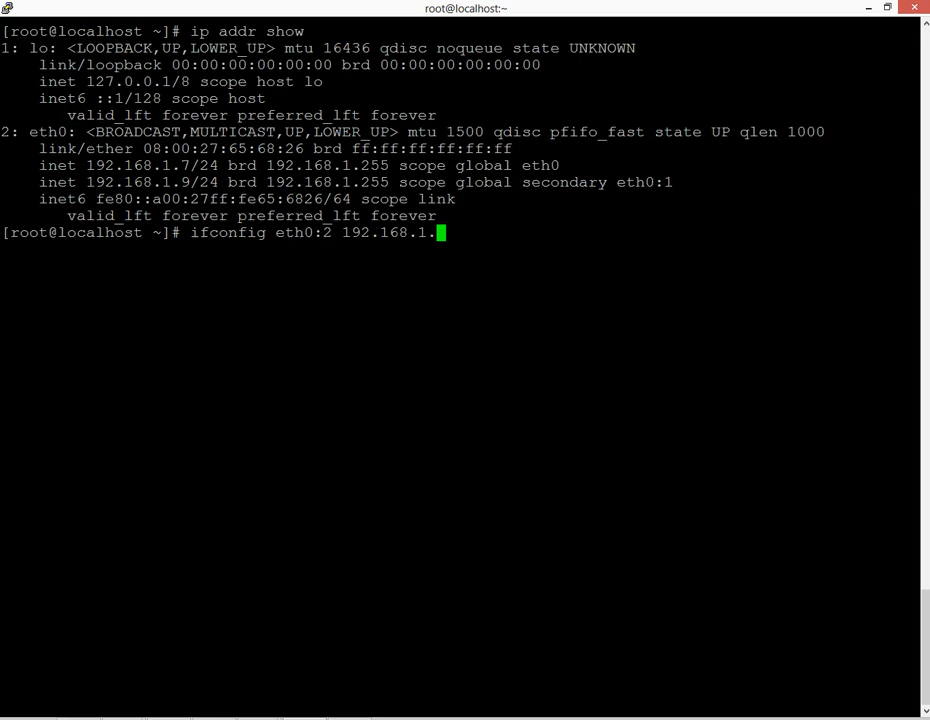 root@localhost:~
[root@localhost ~]# ip addr show
1: lo: <LOOPBACK,UP,LOWER_UP> mtu 16436 qdisc noqueue state UNKNOWN
    link/loopback 00:00:00:00:00:00 brd 00:00:00:00:00:00
    inet 127.0.0.1/8 scope host lo
    inet6 ::1/128 scope host
       valid_lft forever preferred_lft forever
2: eth0: <BROADCAST,MULTICAST,UP,LOWER_UP> mtu 1500 qdisc pfifo_fast state UP qlen 1000
    link/ether 08:00:27:65:68:26 brd ff:ff:ff:ff:ff:ff
    inet 192.168.1.7/24 brd 192.168.1.255 scope global eth0
    inet 192.168.1.9/24 brd 192.168.1.255 scope global secondary eth0:1
    inet6 fe80::a00:27ff:fe65:6826/64 scope link
       valid_lft forever preferred_lft forever
[root@localhost ~]# ifconfig eth0:2 192.168.1.